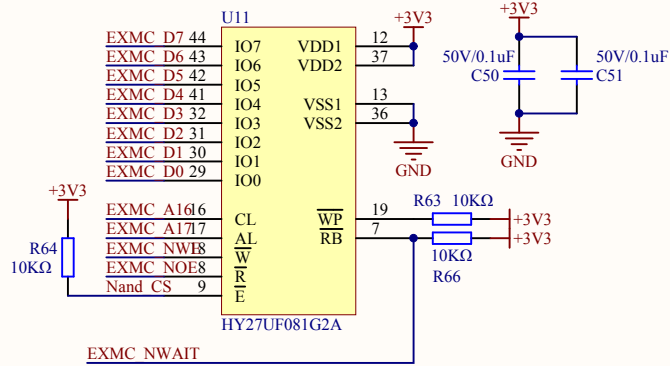 U11
+3V3
+3V3
EXMC_D7 44 IO7 VDD1 12
EXMC_D6 43 IO6 VDD2 37
EXMC_D5 42 IO5
EXMC_D4 41 IO4 VSS1 13
EXMC_D3 32 IO3 VSS2 36
EXMC_D2 31 IO2
EXMC_D1 30 IO1
EXMC_D0 29 IO0
50V/0.1uF
C50
50V/0.1uF
C51
GND
GND
+3V3
R64
10KΩ
EXMC_A16 16 CL WP 19
EXMC_A17 17 AL RB 7
EXMC_NWE 18 W
EXMC_NOE 8 R
Nand_CS 9 E
R63 10KΩ
+3V3
+3V3
10KΩ
R66
HY27UF081G2A
EXMC_NWAIT